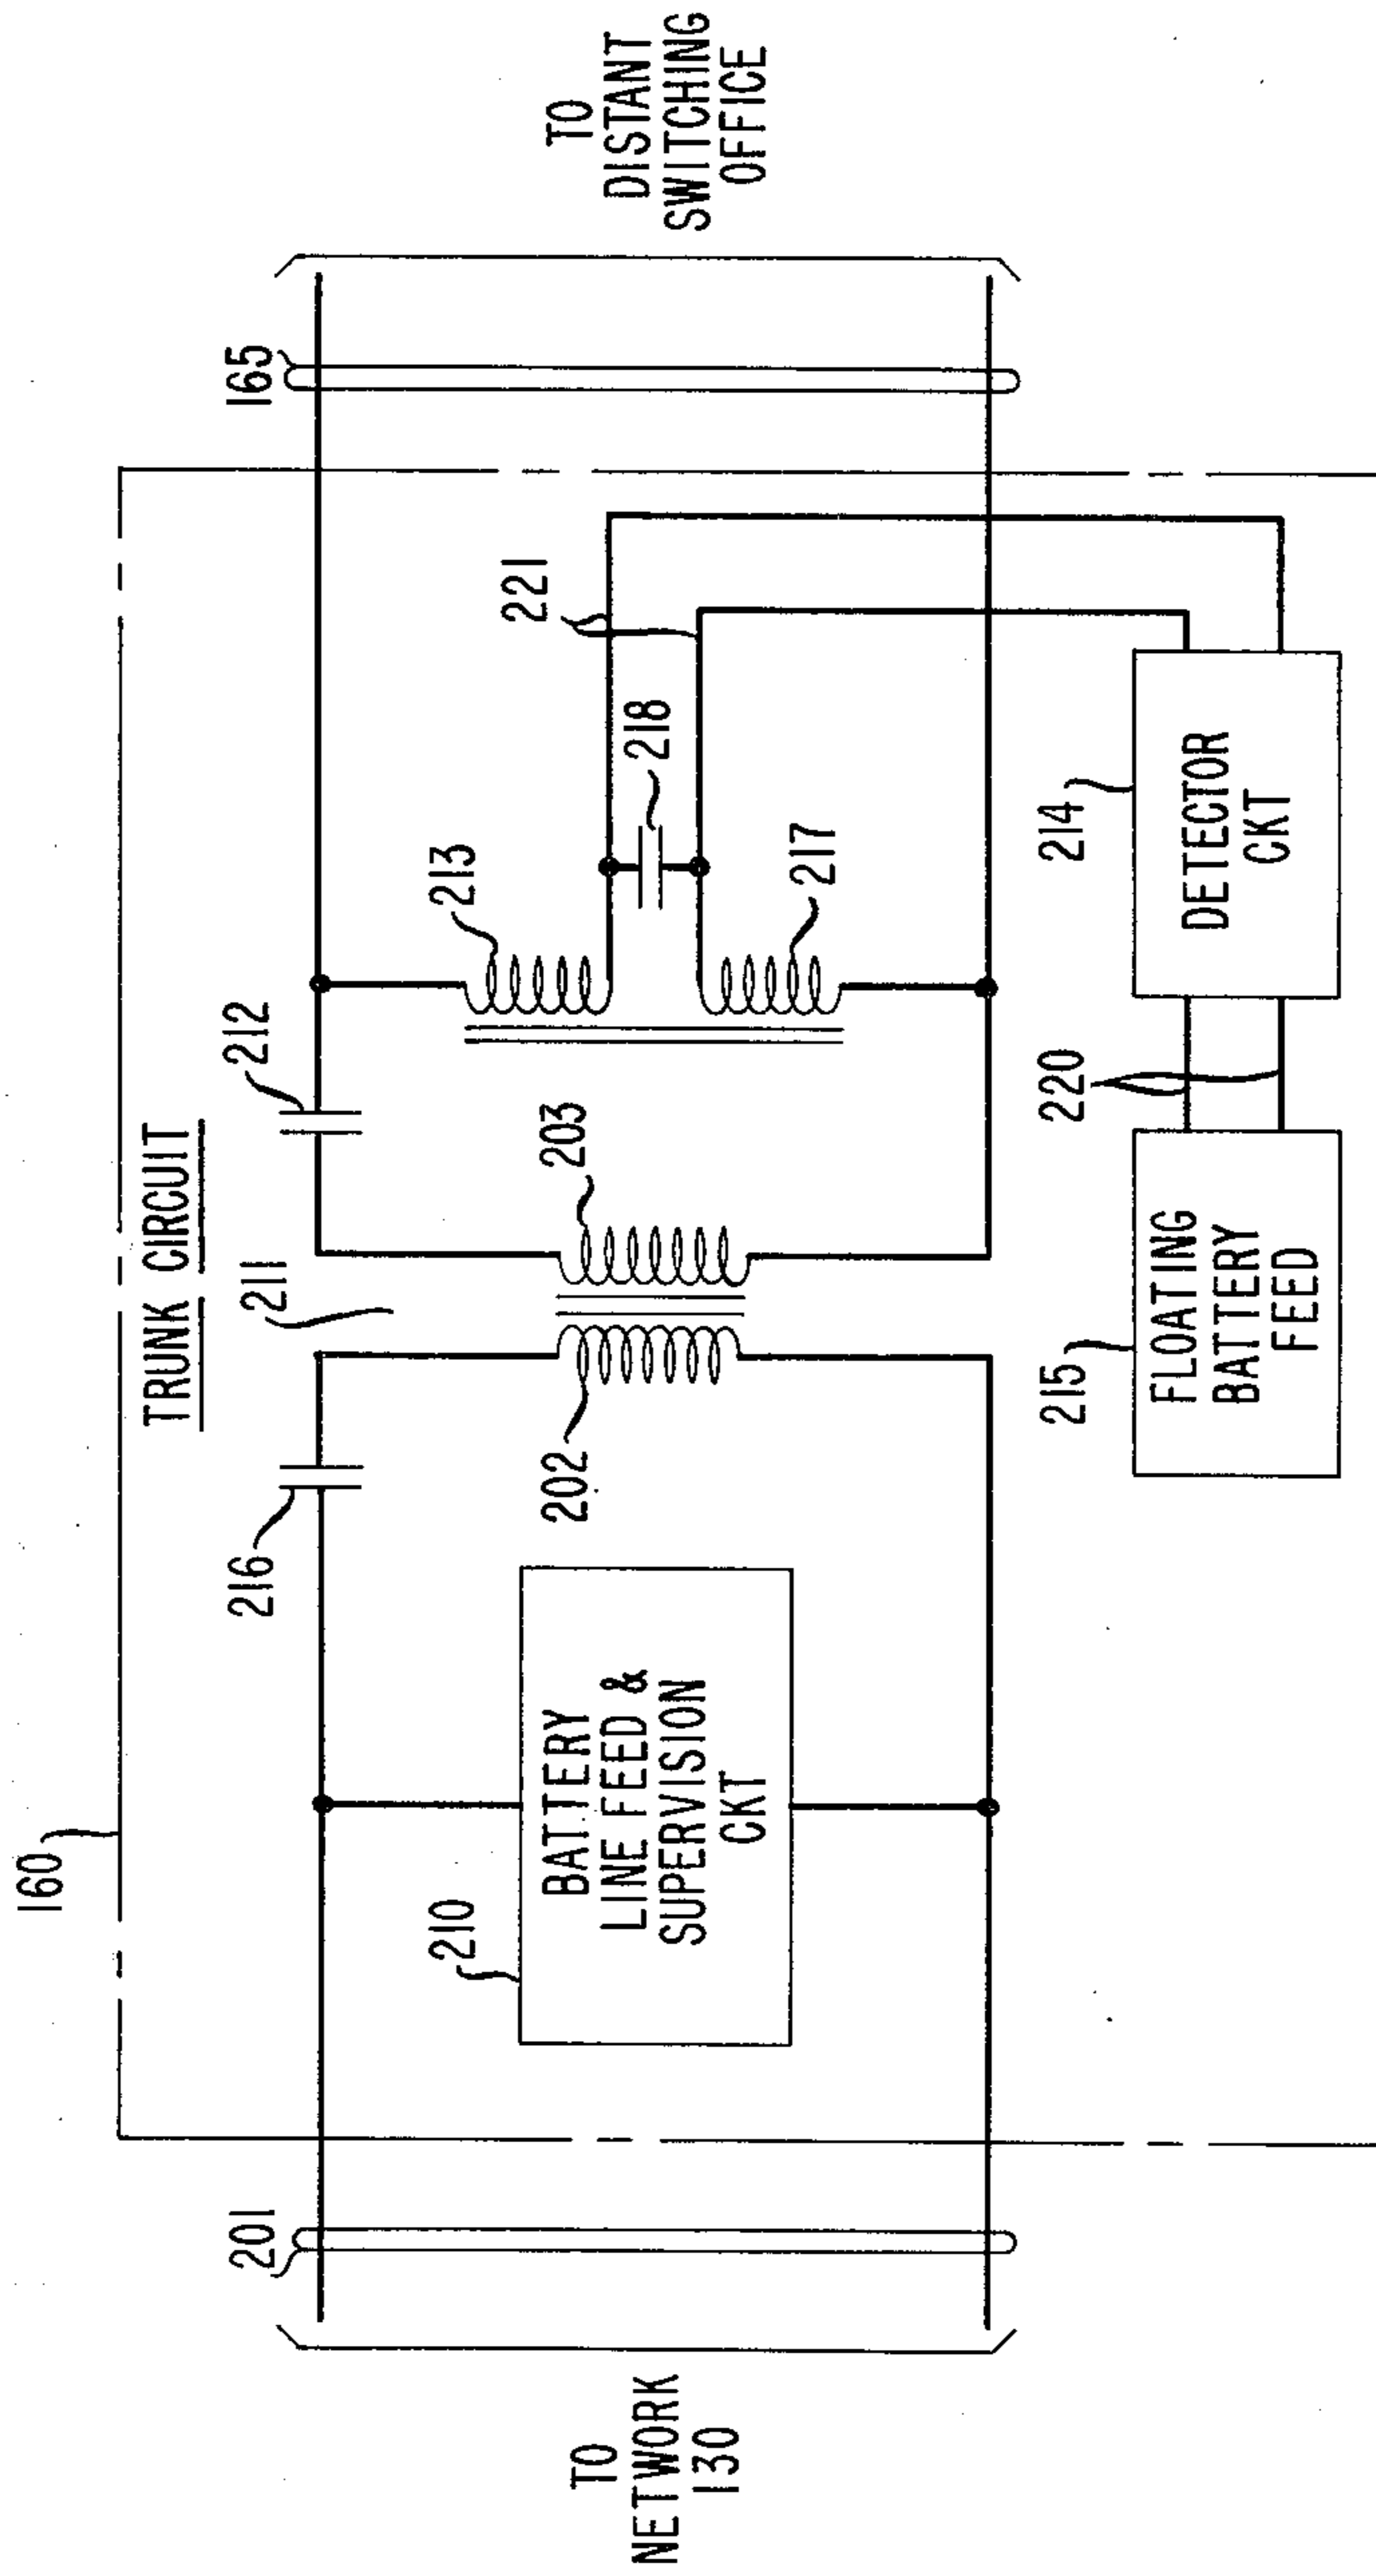 160
TRUNK CIRCUIT
201
216
211
212
165
TO
NETWORK
130
210
BATTERY
LINE FEED &
SUPERVISION
CKT
202
203
213
218
221
217
TO
DISTANT
SWITCHING
OFFICE
215
FLOATING
BATTERY
FEED
220
214
DETECTOR
CKT